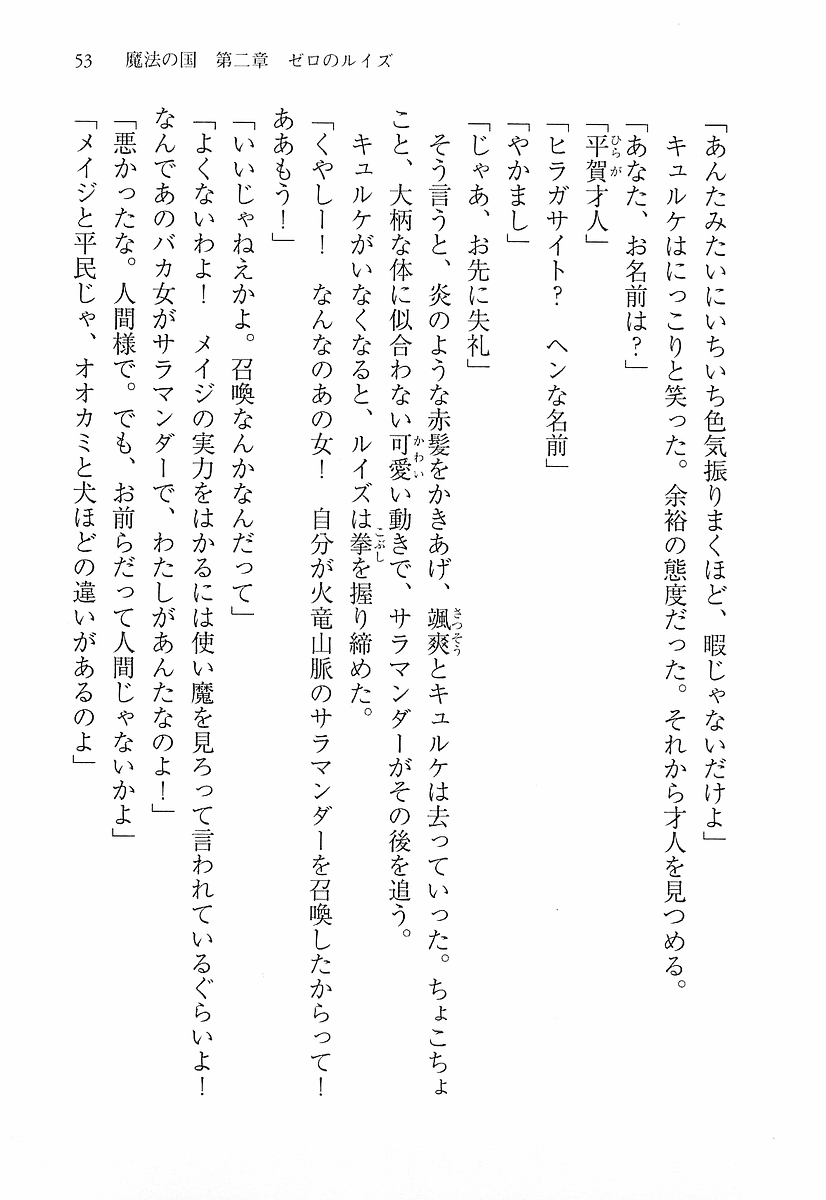 53　魔法の国　第二章　ゼロのルイズ
「あんたみたいにいちいち色気振りまくほど、暇じゃないだけよ」
　キュルケはにっこりと笑った。余裕の態度だった。それから才人を見つめる。
「あなた、お名前は？」
「平賀才人」
「ヒラガサイト？　ヘンな名前」
「やかまし」
「じゃあ、お先に失礼」
　そう言うと、炎のような赤髪をかきあげ、颯爽とキュルケは去っていった。ちょこちょ
こと、大柄な体に似合わない可愛い動きで、サラマンダーがその後を追う。
　キュルケがいなくなると、ルイズは拳を握り締めた。
「くやしー！　なんなのあの女！　自分が火竜山脈のサラマンダーを召喚したからって！
ああもう！」
「いいじゃねえかよ。召喚なんかなんだって」
「よくないわよ！　メイジの実力をはかるには使い魔を見ろって言われているぐらいよ！
なんであのバカ女がサラマンダーで、わたしがあんたなのよ！」
「悪かったな。人間様で。でも、お前らだって人間じゃないかよ」
「メイジと平民じゃ、オオカミと犬ほどの違いがあるのよ」